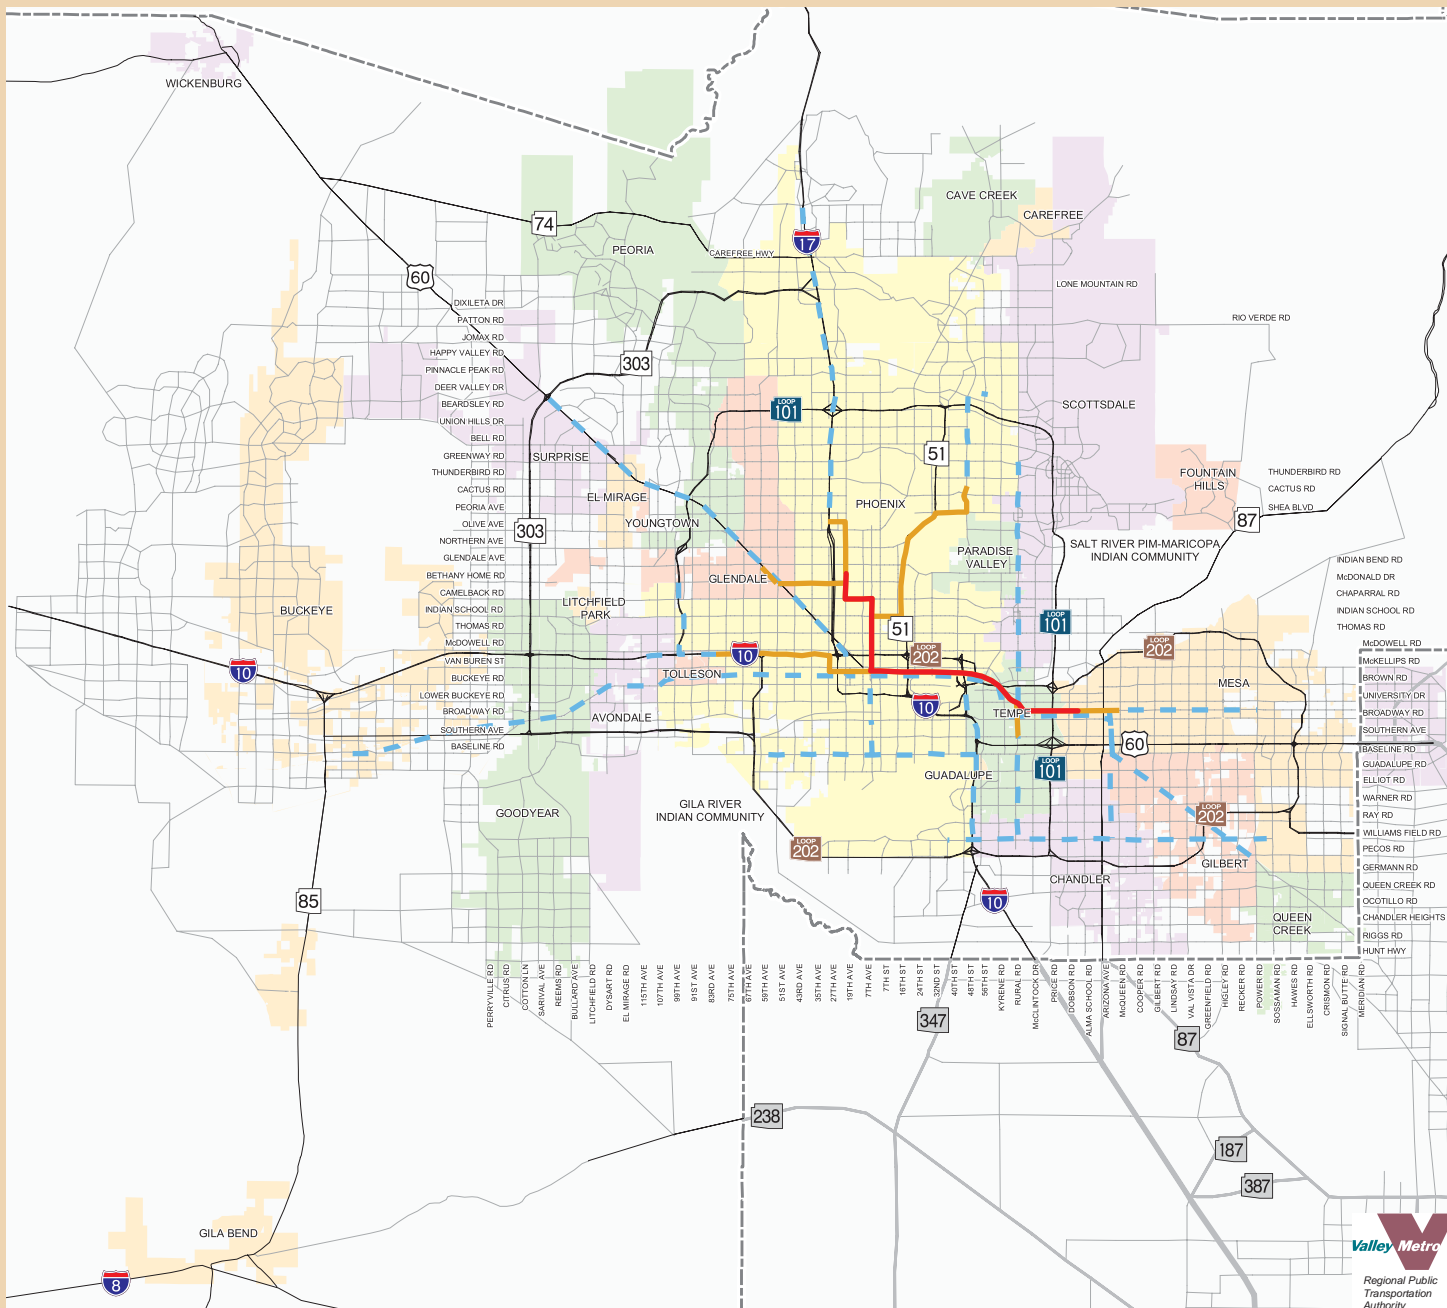 WICKENBURG
CAVE CREEK
CAREFREE
74
PEORIA
17
CAREFREE HWY
60
LONE MOUNTAIN RD
DIXILETA DR
PATTON RD
JOMAX RD
HAPPY VALLEY RD
PINNACLE PEAK RD
DEER VALLEY DR
BEARDSLEY RD
UNION HILLS DR
BELL RD
GREENWAY RD
THUNDERBIRD RD
CACTUS RD
PEORIA AVE
OLIVE AVE
NORTHERN AVE
GLENDALE AVE
BETHANY HOME RD
CAMELBACK RD
INDIAN SCHOOL RD
THOMAS RD
McDOWELL RD
VAN BUREN ST
BUCKEYE RD
LOWER BUCKEYE RD
BROADWAY RD
SOUTHERN AVE
BASELINE RD
RIO VERDE RD
303
LOOP
101
SCOTTSDALE
51
SURPRISE
EL MIRAGE
YOUNGTOWN
PHOENIX
FOUNTAIN
HILLS
THUNDERBIRD RD
CACTUS RD
SHEA BLVD
87
303
PARADISE
VALLEY
SALT RIVER PIM-MARICOPA
INDIAN COMMUNITY
GLENDALE
LITCHFIELD
PARK
BUCKEYE
51
LOOP
101
LOOP
202
LOOP
202
10
10
TOLLESON
AVONDALE
10
TEMPE
MESA
60
LOOP
101
GUADALUPE
GOODYEAR
GILA RIVER
INDIAN COMMUNITY
LOOP
202
LOOP
202
GILBERT
CHANDLER
10
QUEEN
CREEK
85
INDIAN BEND RD
McDONALD DR
CHAPARRAL RD
INDIAN SCHOOL RD
THOMAS RD
McDOWELL RD
McKELLIPS RD
BROWN RD
UNIVERSITY DR
BROADWAY RD
SOUTHERN AVE
BASELINE RD
GUADALUPE RD
ELLIOT RD
WARNER RD
RAY RD
WILLIAMS FIELD RD
PECOS RD
GERMANN RD
QUEEN CREEK RD
OCOTILLO RD
CHANDLER HEIGHTS
RIGGS RD
HUNT HWY
PERRYVILLE RD
CITRUS RD
COTTON LN
SARIVAL AVE
REEMS RD
BULLARD AVE
LITCHFIELD RD
DYSART RD
EL MIRAGE RD
115TH AVE
107TH AVE
99TH AVE
91ST AVE
83RD AVE
75TH AVE
67TH AVE
59TH AVE
51ST AVE
43RD AVE
35TH AVE
27TH AVE
19TH AVE
7TH AVE
7TH ST
16TH ST
24TH ST
32ND ST
40TH ST
48TH ST
56TH ST
KYRENE RD
RURAL RD
McCLINTOCK DR
PRICE RD
DOBSON RD
ALMA SCHOOL RD
ARIZONA AVE
McQUEEN RD
COOPER RD
GILBERT RD
LINDSAY RD
VAL VISTA DR
GREENFIELD RD
HIGLEY RD
RECKER RD
POWER RD
SOSSAMAN RD
HAWES RD
ELLSWORTH RD
CRISMON RD
SIGNAL BUTTE RD
MERIDIAN RD
347
87
238
187
387
GILA BEND
8
Valley Metro
Regional Public
Transportation
Authority